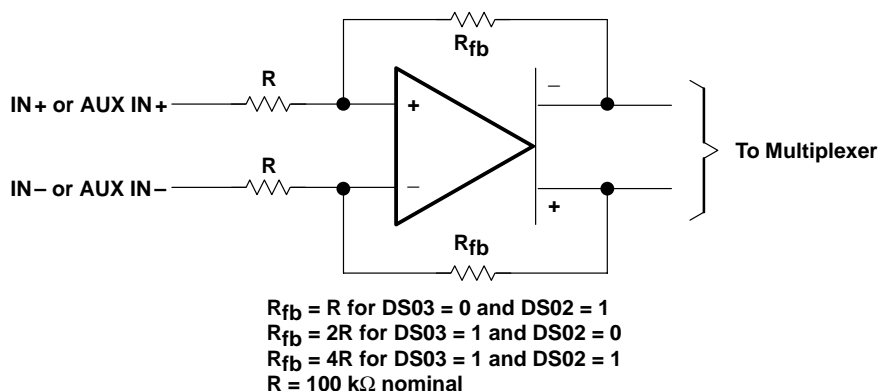 Rfb
R
IN+ or AUX IN+
+
−
To Multiplexer
R
IN− or AUX IN−
−
+
Rfb
Rfb = R for DS03 = 0 and DS02 = 1
Rfb = 2R for DS03 = 1 and DS02 = 0
Rfb = 4R for DS03 = 1 and DS02 = 1
R = 100 kΩ nominal